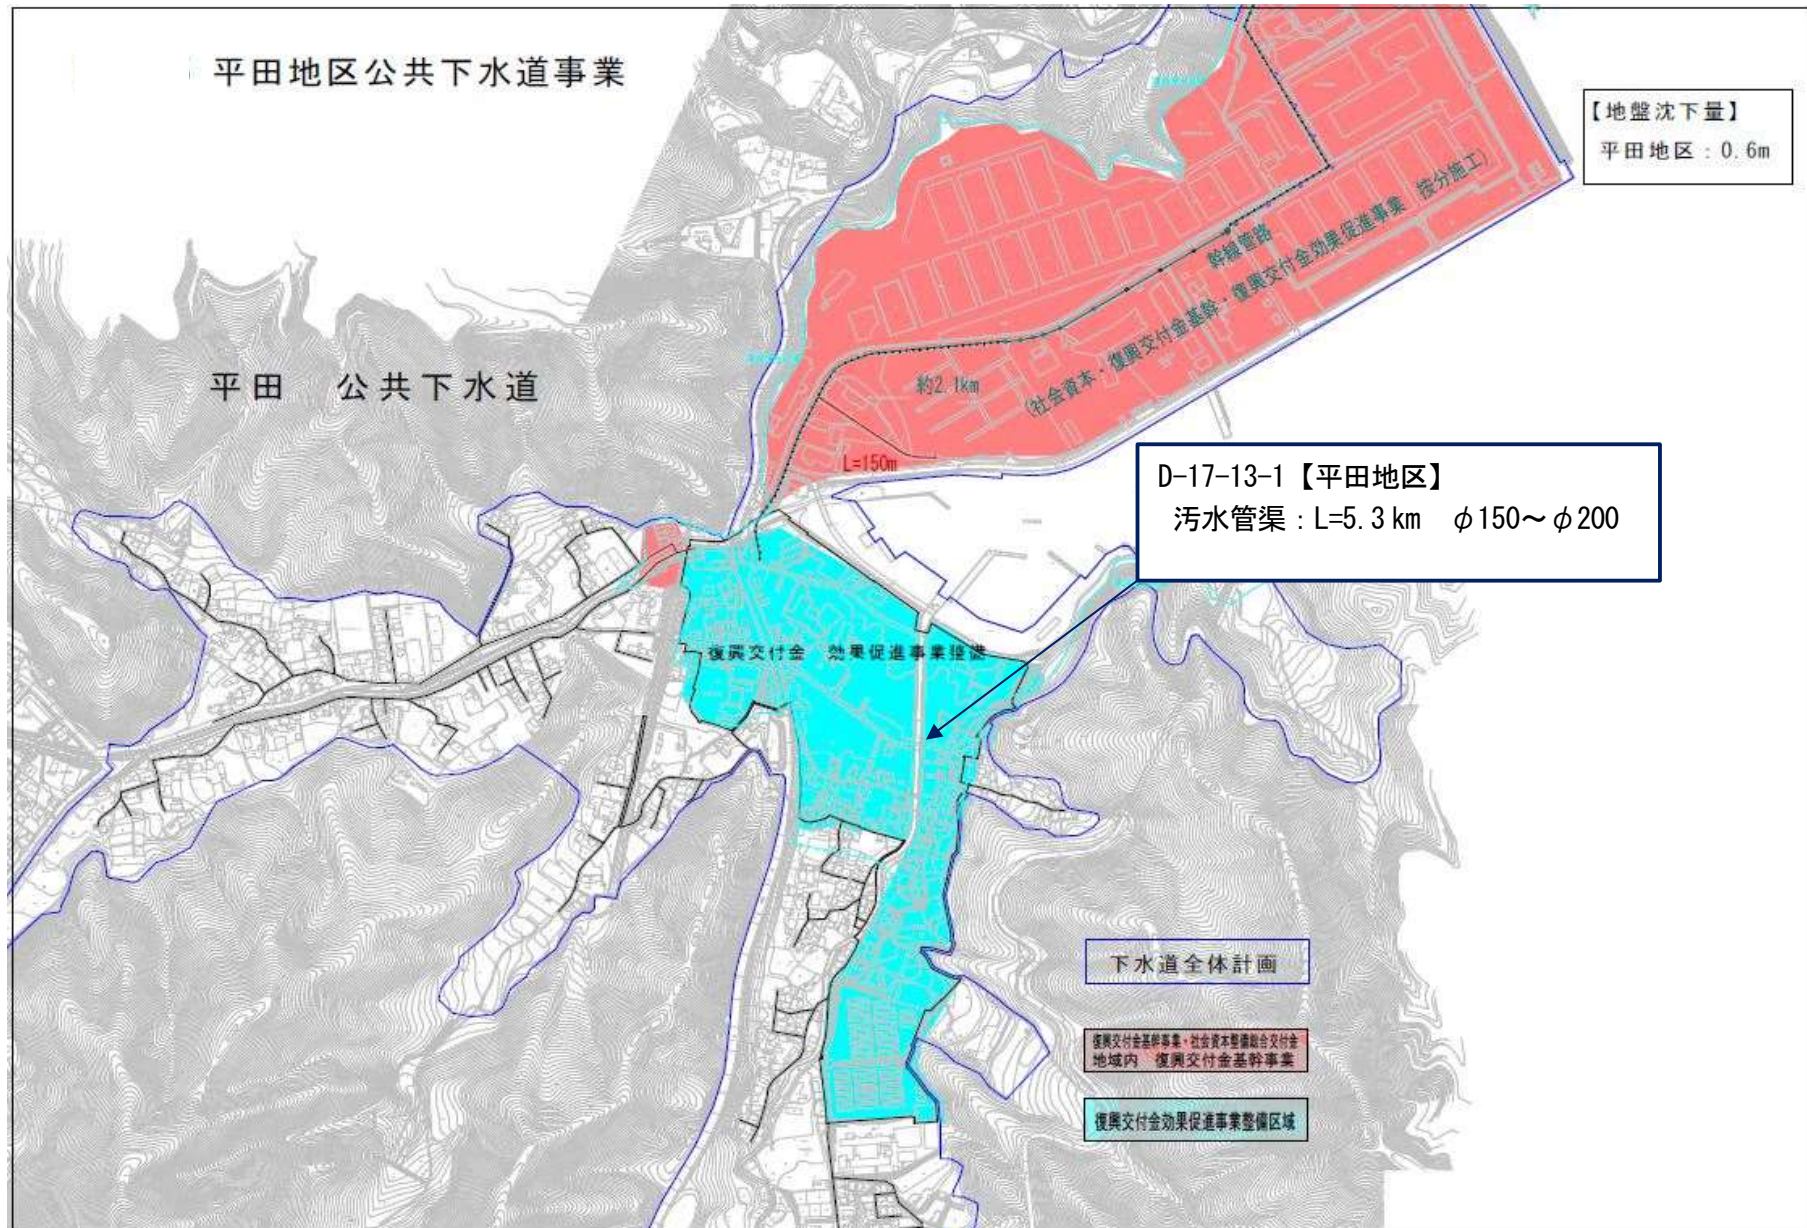 平田地区公共下水道事業
【地盤沈下量】
平田地区：0.6m
幹線管路
(社会資本・復興交付金基幹・復興交付金効果促進事業　按分施工)
平田　公共下水道
約2.1km
L=150m
D-17-13-1【平田地区】
汚水管渠：L=5.3km　φ150～φ200
復興交付金　効果促進事業整備
下水道全体計画
復興交付金基幹事業・社会資本整備総合交付金
地域内　復興交付金基幹事業
復興交付金効果促進事業整備区域